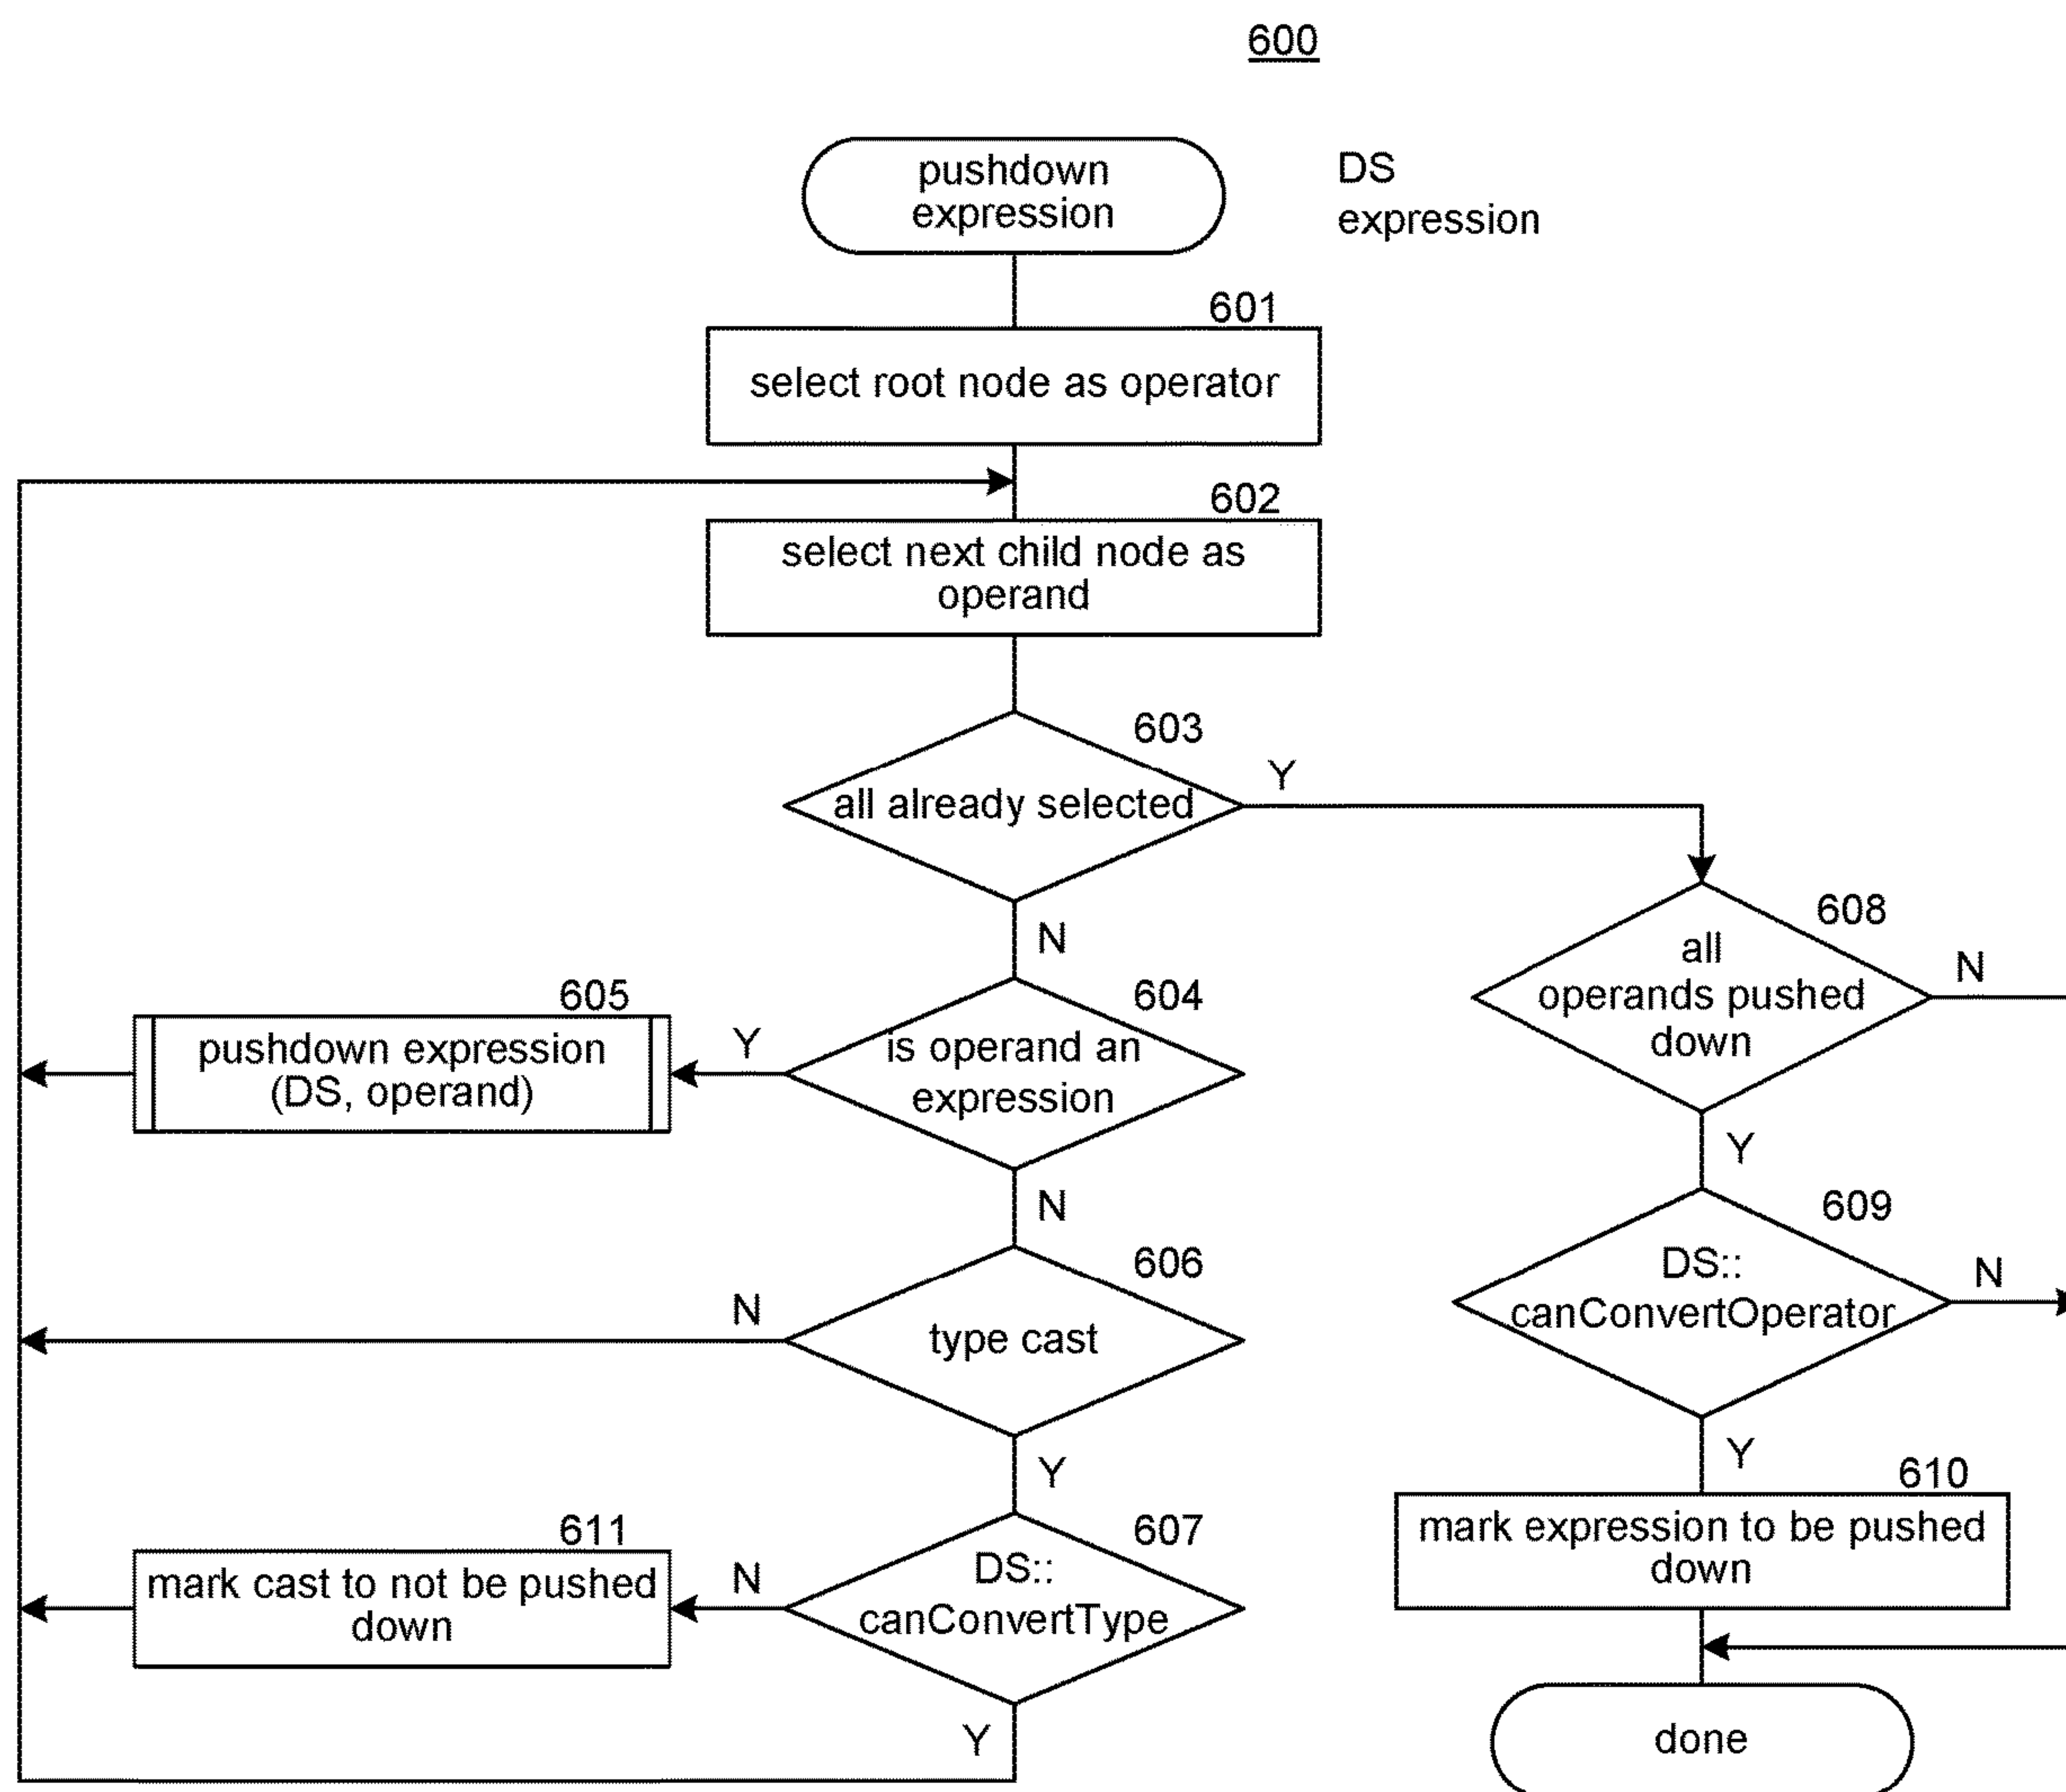 600
pushdown
expression
DS
expression
601
select root node as operator
602
select next child node as
operand
603
all already selected
Y
N
604
is operand an
expression
Y
605
pushdown expression
(DS, operand)
N
606
type cast
N
Y
607
DS::
canConvertType
N
611
mark cast to not be pushed
down
Y
608
all
operands pushed
down
N
Y
609
DS::
canConvertOperator
N
Y
610
mark expression to be pushed
down
done